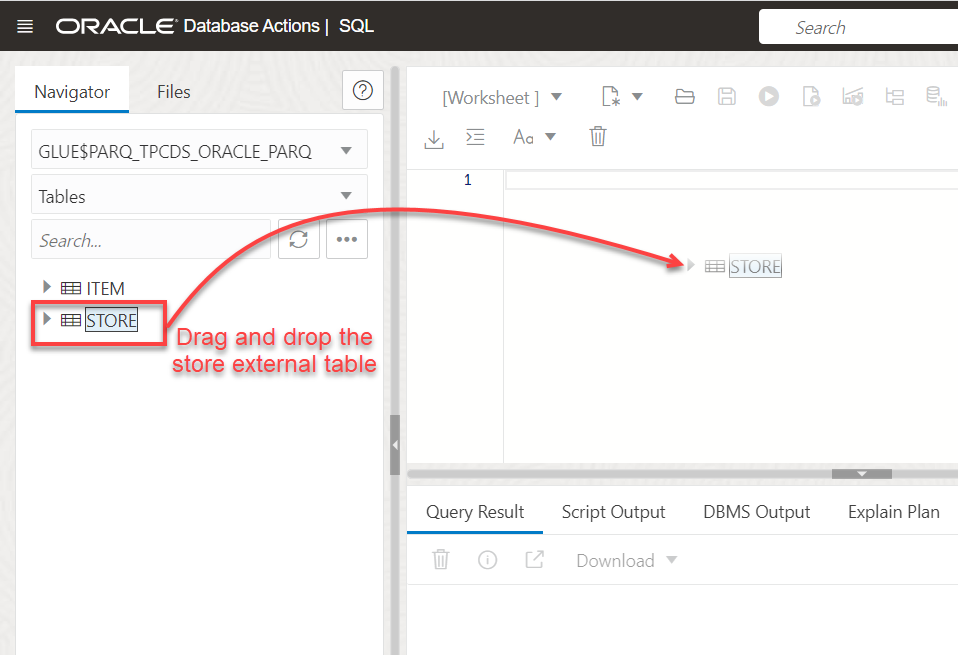 ORACLE Database Actions | SQL
Search
Navigator
Files
[Worksheet ]
GLUE$PARQ_TPCDS_ORACLE_PARQ
Aa
Tables
1
Search...
ITEM
STORE
STORE
Drag and drop the
store external table
Query Result
Script Output
DBMS Output
Explain Plan
Download